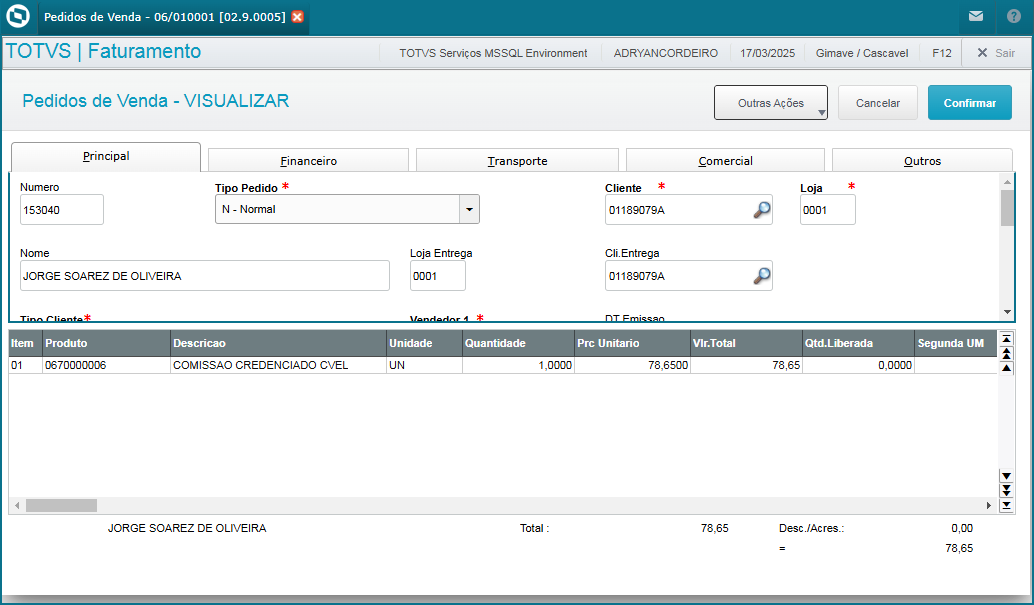 Pedidos de Venda - 06/010001 [02.9.0005]
TOTVS | Faturamento TOTVS Serviços MSSQL Environment ADRYANCORDEIRO 17/03/2025 Gimave / Cascavel F12 Sair
Pedidos de Venda - VISUALIZAR Outras Ações Cancelar Confirmar
Principal Financeiro Transporte Comercial Outros
Numero Tipo Pedido * Cliente * Loja *
153040 N - Normal 01189079A 0001
Nome Loja Entrega Cli.Entrega
JORGE SOAREZ DE OLIVEIRA 0001 01189079A
Tipo Cliente* Vendedor 1 * DT Emissao
Item Produto Descricao Unidade Quantidade Prc Unitario Vlr.Total Qtd.Liberada Segunda UM
01 0670000006 COMISSAO CREDENCIADO CVEL UN 1,0000 78,6500 78,65 0,0000
JORGE SOAREZ DE OLIVEIRA Total : 78,65 Desc./Acres.: 0,00
= 78,65